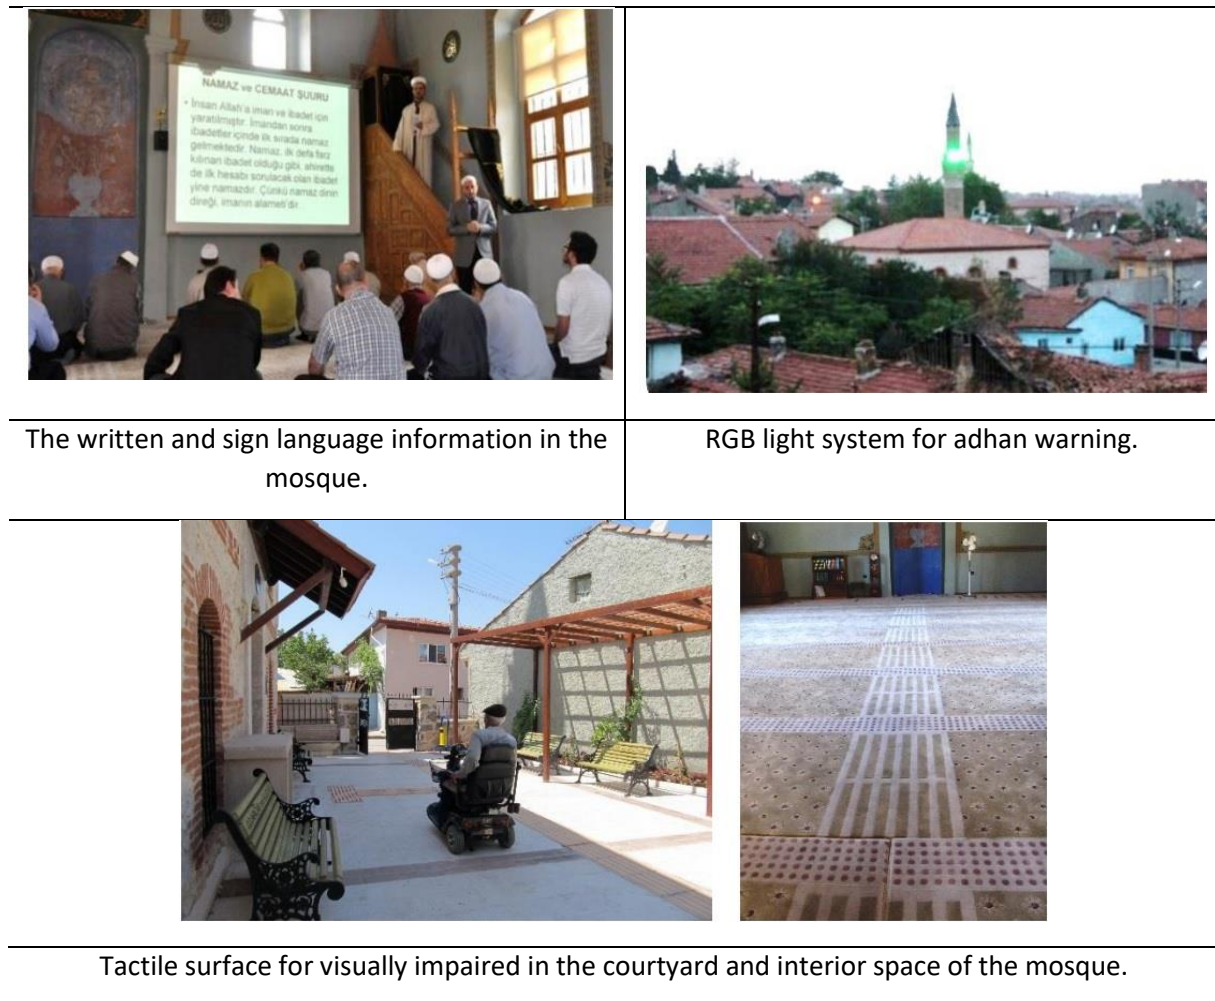 NAMAZ ve CEMAAT ŞUURU
• İnsan Allah'a iman ve ibadet için
yaratılmıştır. İmandan sonra
ibadetler içinde ilk sırada namaz
gelmektedir. Namaz, ilk defa farz
kılınan ibadet olduğu gibi, ahirette
de ilk hesabı sorulacak olan ibadet
yine namazdır. Çünkü namaz dinin
direği, imanın alameti'dir
The written and sign language information in the
mosque.
RGB light system for adhan warning.
Tactile surface for visually impaired in the courtyard and interior space of the mosque.